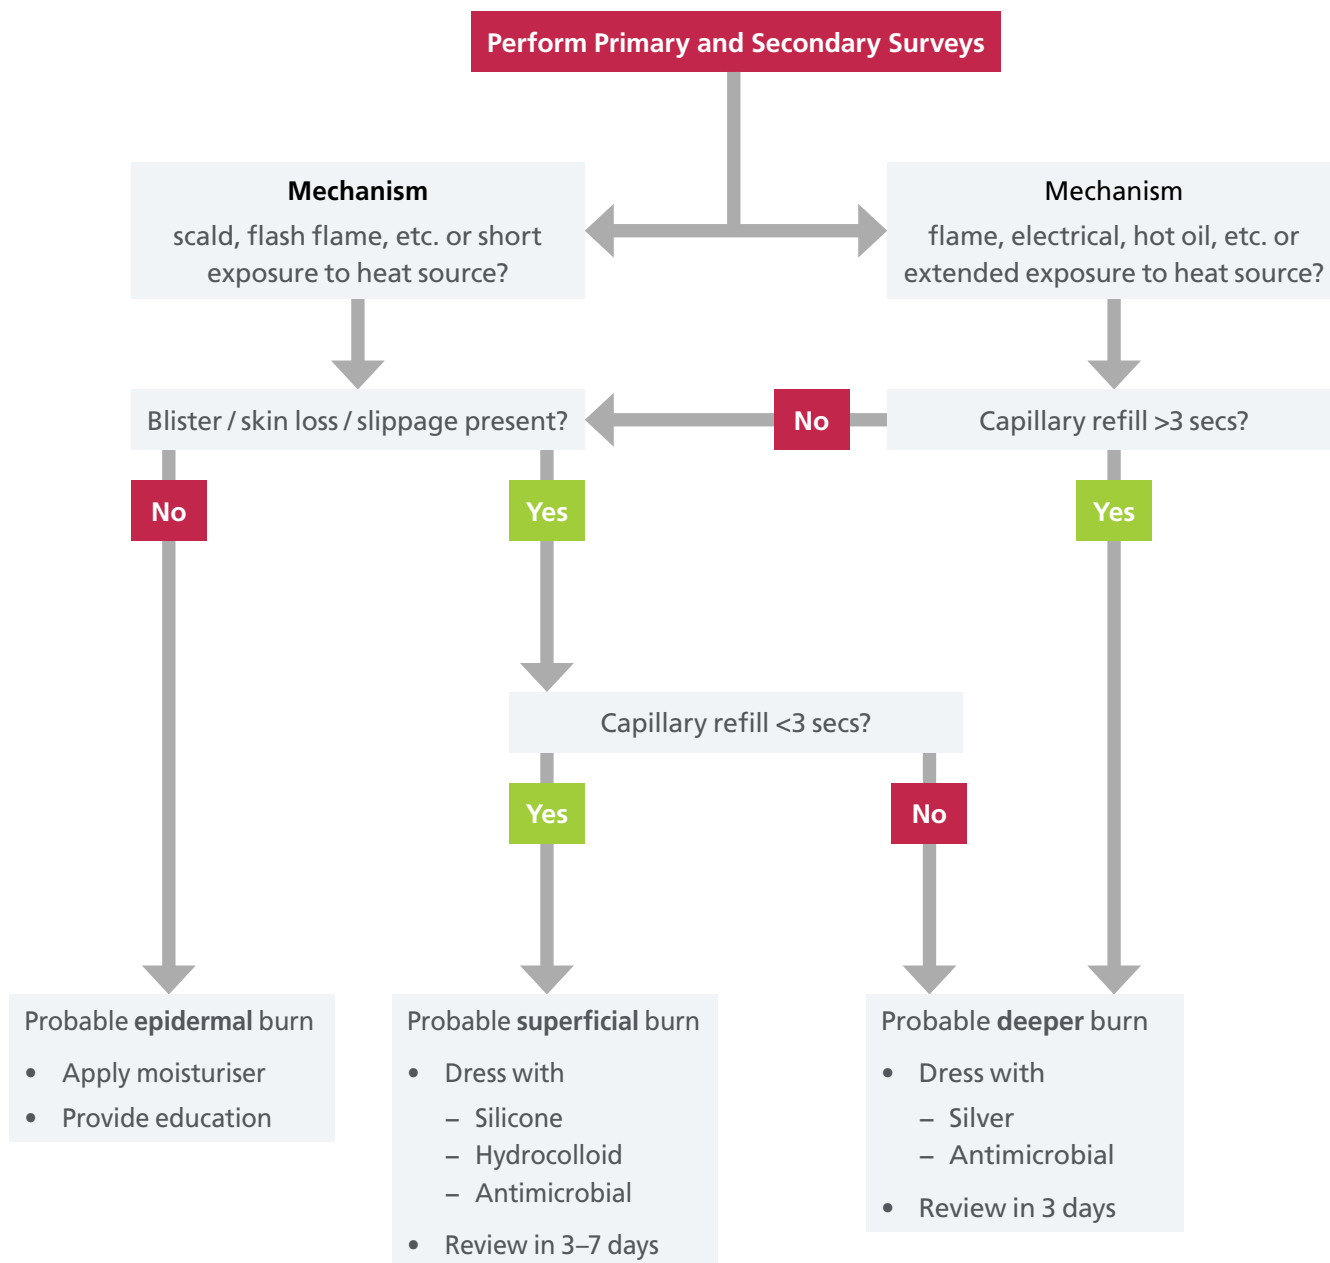 Perform Primary and Secondary Surveys
Mechanism
scald, flash flame, etc. or short
exposure to heat source?
Mechanism
flame, electrical, hot oil, etc. or
extended exposure to heat source?
Blister / skin loss / slippage present?
No
Capillary refill >3 secs?
No
Yes
Yes
Capillary refill <3 secs?
Yes
No
Probable epidermal burn
• Apply moisturiser
• Provide education
Probable superficial burn
• Dress with
– Silicone
– Hydrocolloid
– Antimicrobial
• Review in 3–7 days
Probable deeper burn
• Dress with
– Silver
– Antimicrobial
• Review in 3 days